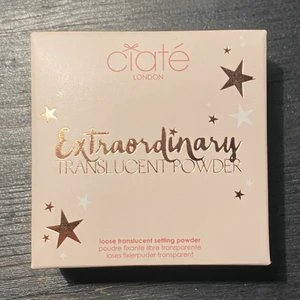 ciaté
LONDON
Extraordinary
TRANSLUCENT POWDER
loose translucent setting powder
poudre fixante libre transparente
loses fixierpuder transparent